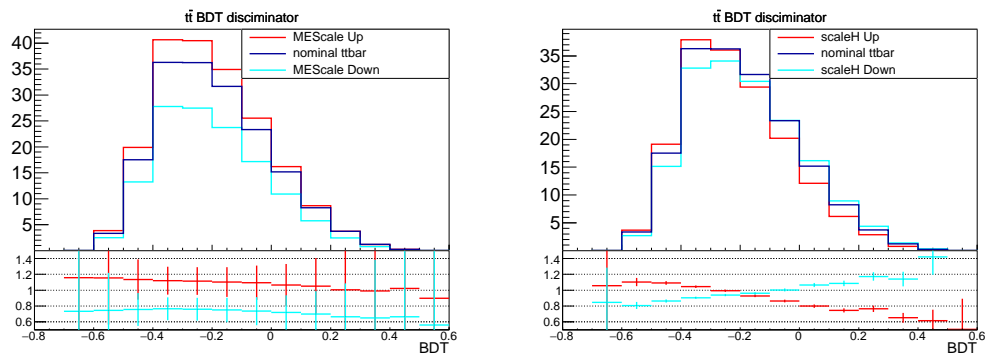 tt̄ BDT disciminator
MEScale Up
nominal ttbar
MEScale Down
40
35
30
25
20
15
10
5
1.4
1.2
1
0.8
0.6
−0.8 −0.6 −0.4 −0.2 0 0.2 0.4 0.6
BDT
tt̄ BDT disciminator
scaleH Up
nominal ttbar
scaleH Down
35
30
25
20
15
10
5
1.4
1.2
1
0.8
0.6
−0.8 −0.6 −0.4 −0.2 0 0.2 0.4 0.6
BDT